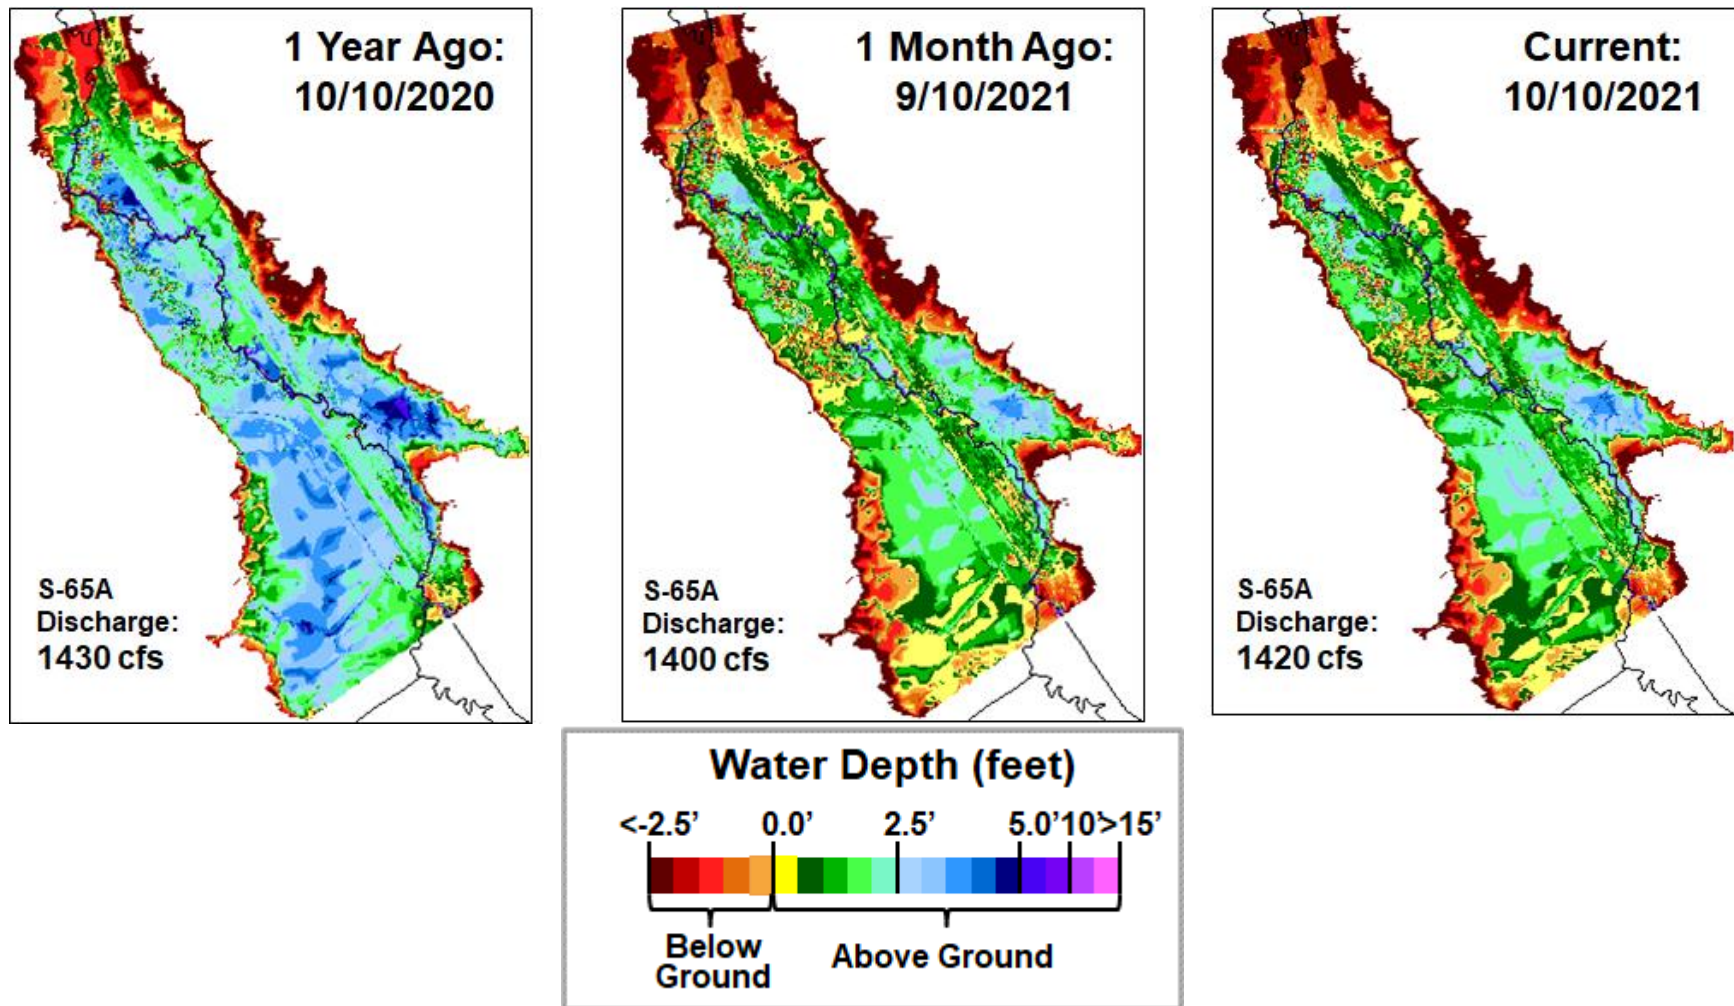 1 Year Ago:
10/10/2020
S-65A
Discharge:
1430 cfs
1 Month Ago:
9/10/2021
S-65A
Discharge:
1400 cfs
Current:
10/10/2021
S-65A
Discharge:
1420 cfs
Water Depth (feet)
<-2.5’ 0.0’ 2.5’ 5.0’10’>15’
Below
Ground
Above Ground